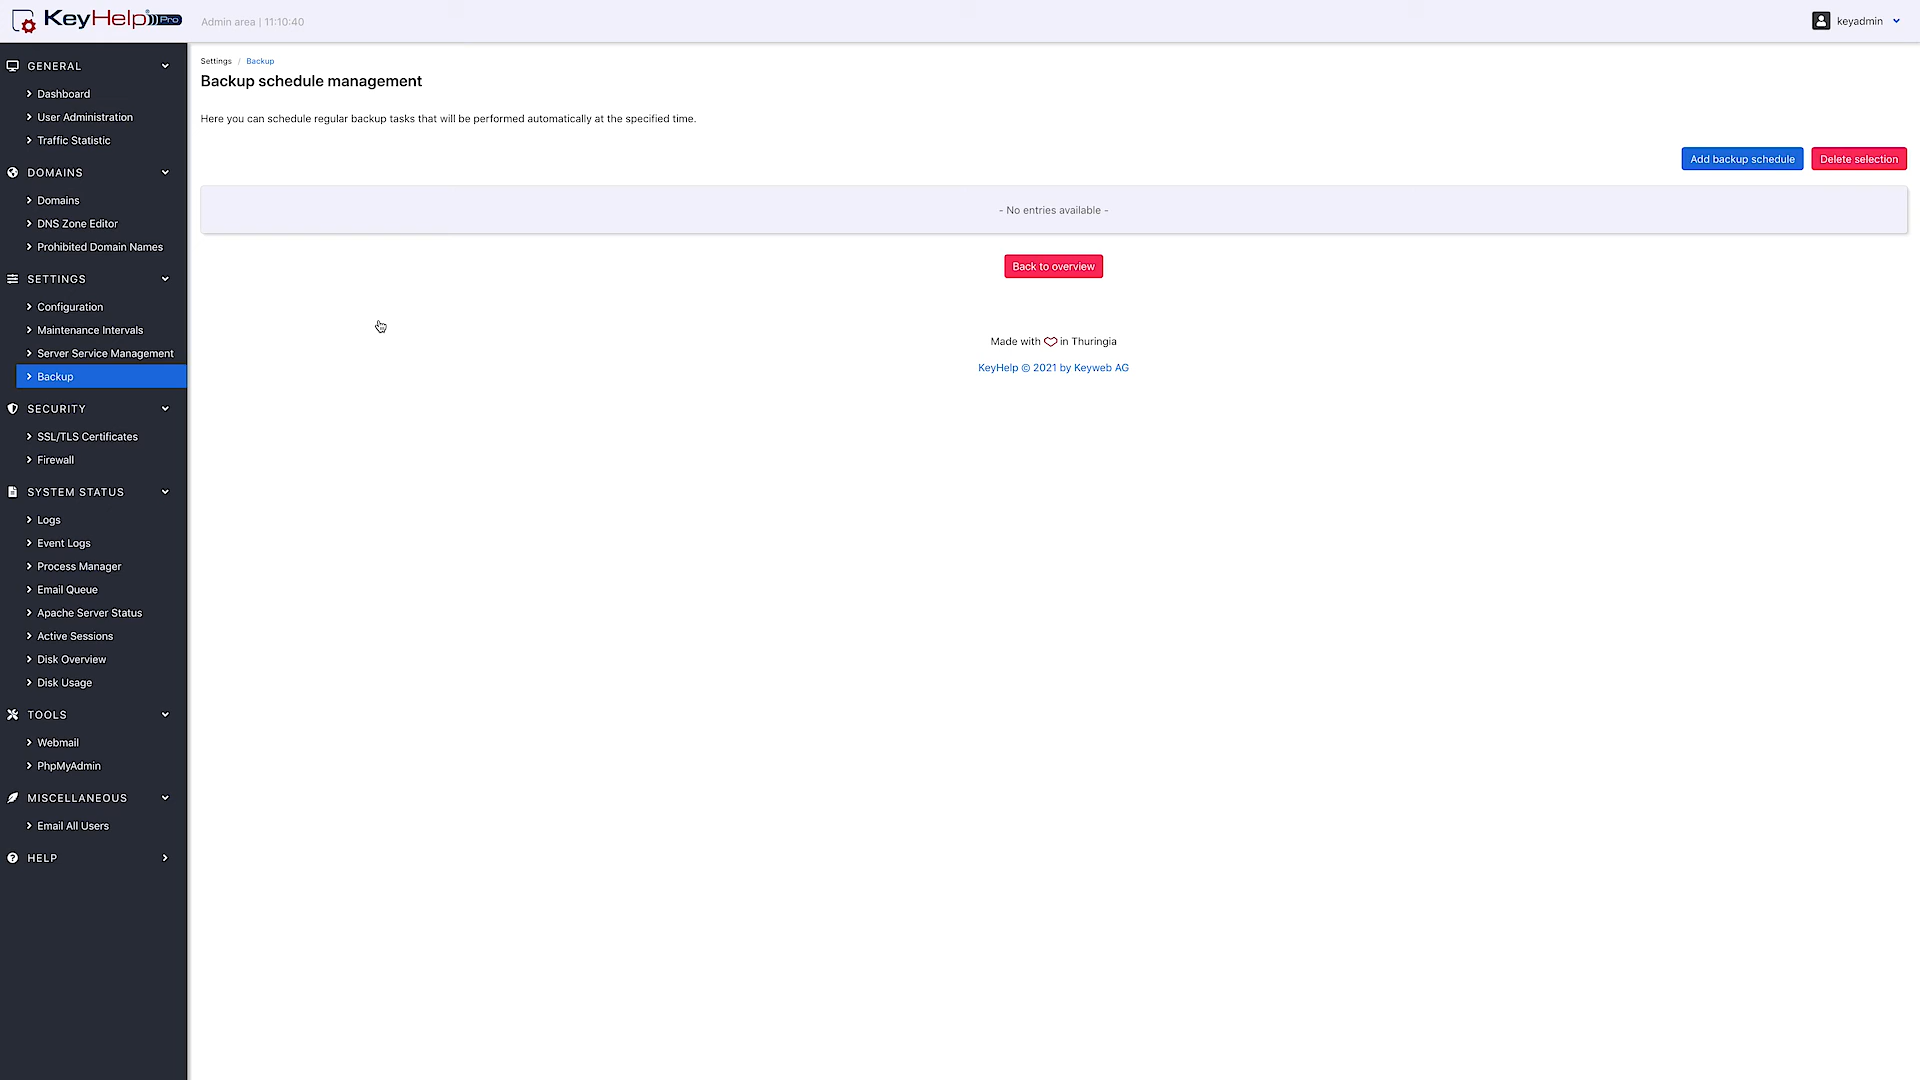 KeyHelp Pro
Admin area | 11:10:40
keyadmin
GENERAL
Dashboard
User Administration
Traffic Statistic
DOMAINS
Domains
DNS Zone Editor
Prohibited Domain Names
SETTINGS
Configuration
Maintenance Intervals
Server Service Management
Backup
SECURITY
SSL/TLS Certificates
Firewall
SYSTEM STATUS
Logs
Event Logs
Process Manager
Email Queue
Apache Server Status
Active Sessions
Disk Overview
Disk Usage
TOOLS
Webmail
PhpMyAdmin
MISCELLANEOUS
Email All Users
HELP
Settings / Backup
Backup schedule management
Here you can schedule regular backup tasks that will be performed automatically at the specified time.
Add backup schedule
Delete selection
- No entries available -
Back to overview
Made with in Thuringia
KeyHelp © 2021 by Keyweb AG